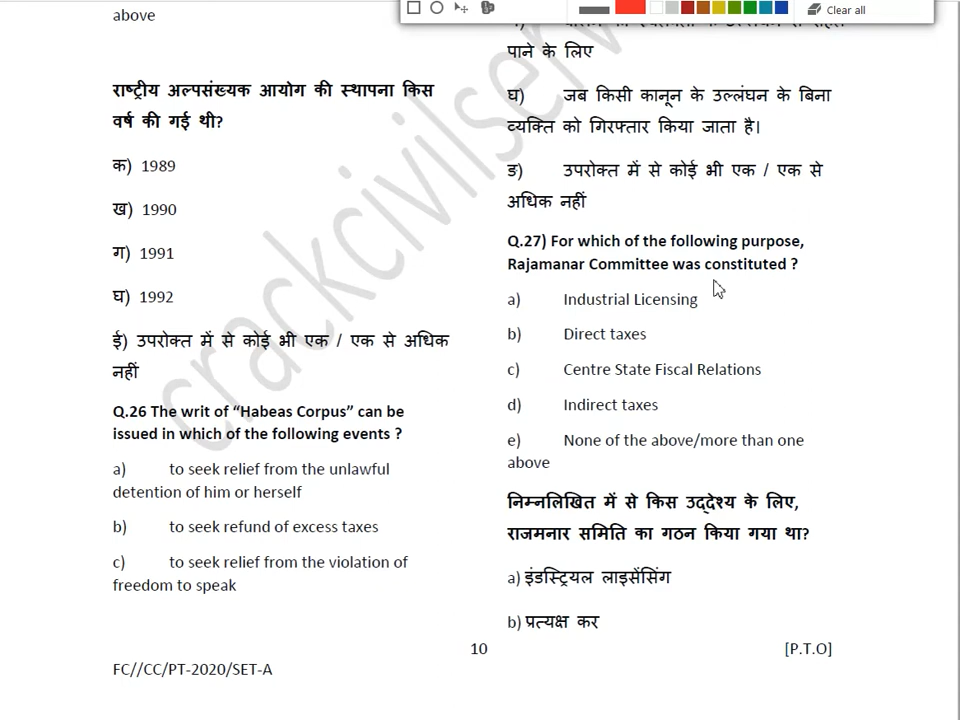 above
राष्ट्रीय अल्पसंख्यक आयोग की स्थापना किस
वर्ष की गई थी?
क) 1989
ख) 1990
ग) 1991
घ) 1992
ई) उपरोक्त में से कोई भी एक / एक से अधिक
नहीं
Q.26 The writ of “Habeas Corpus” can be
issued in which of the following events ?
a) to seek relief from the unlawful
detention of him or herself
b) to seek refund of excess taxes
c) to seek relief from the violation of
freedom to speak
FC//CC/PT-2020/SET-A
10
Clear all
पाने के लिए
घ) जब किसी कानून के उल्लंघन के बिना
व्यक्ति को गिरफ्तार किया जाता है।
ङ) उपरोक्त में से कोई भी एक / एक से
अधिक नहीं
Q.27) For which of the following purpose,
Rajamanar Committee was constituted ?
a) Industrial Licensing
b) Direct taxes
c) Centre State Fiscal Relations
d) Indirect taxes
e) None of the above/more than one
above
निम्नलिखित में से किस उद्देश्य के लिए,
राजमनार समिति का गठन किया गया था?
a) इंडस्ट्रियल लाइसेंसिंग
b) प्रत्यक्ष कर
[P.T.O]
crackcivilserv